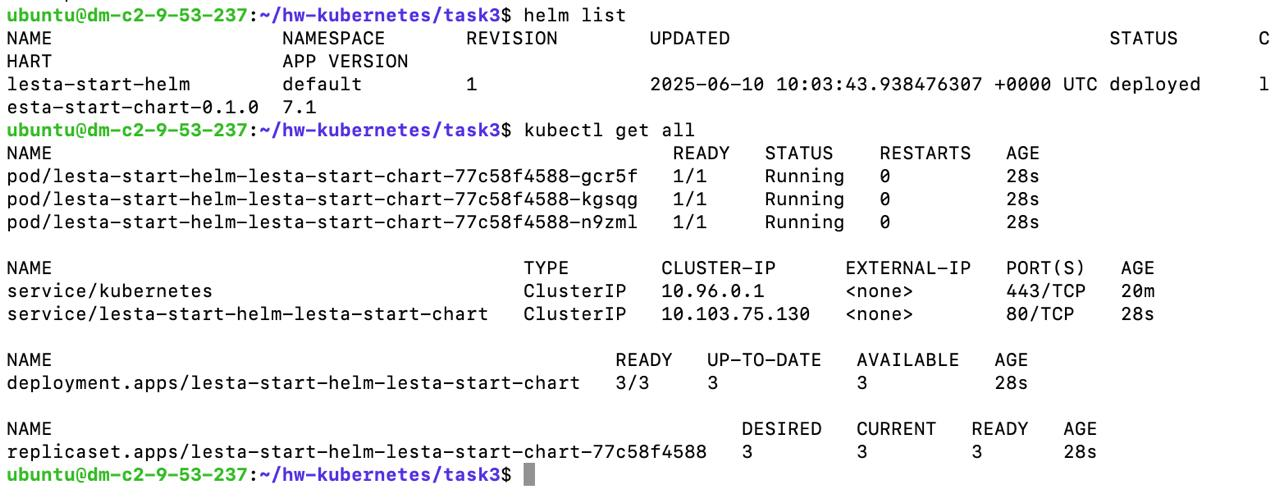 ubuntu@dm-c2-9-53-237:~/hw-kubernetes/task3$ helm list
NAME                    NAMESPACE       REVISION        UPDATED                                 STATUS       C
HART                    APP VERSION
lesta-start-helm        default         1               2025-06-10 10:03:43.938476307 +0000 UTC deployed     l
esta-start-chart-0.1.0  7.1
ubuntu@dm-c2-9-53-237:~/hw-kubernetes/task3$ kubectl get all
NAME                                                      READY   STATUS    RESTARTS   AGE
pod/lesta-start-helm-lesta-start-chart-77c58f4588-gcr5f   1/1     Running   0          28s
pod/lesta-start-helm-lesta-start-chart-77c58f4588-kgsqg   1/1     Running   0          28s
pod/lesta-start-helm-lesta-start-chart-77c58f4588-n9zml   1/1     Running   0          28s
NAME                                         TYPE        CLUSTER-IP      EXTERNAL-IP   PORT(S)   AGE
service/kubernetes                           ClusterIP   10.96.0.1       <none>        443/TCP   20m
service/lesta-start-helm-lesta-start-chart   ClusterIP   10.103.75.130   <none>        80/TCP    28s
NAME                                                 READY   UP-TO-DATE   AVAILABLE   AGE
deployment.apps/lesta-start-helm-lesta-start-chart   3/3     3            3           28s
NAME                                                            DESIRED   CURRENT   READY   AGE
replicaset.apps/lesta-start-helm-lesta-start-chart-77c58f4588   3         3         3       28s
ubuntu@dm-c2-9-53-237:~/hw-kubernetes/task3$